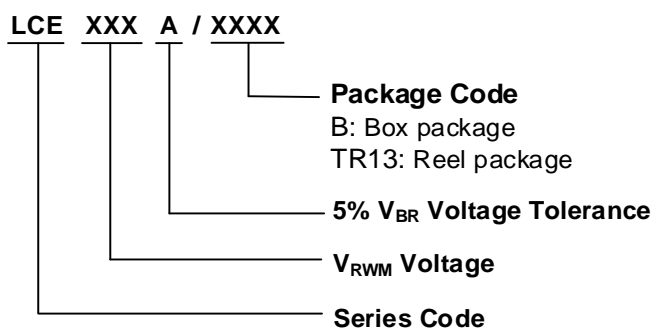 LCE XXX A / XXXX
Package Code
B: Box package
TR13: Reel package
5% VBR Voltage Tolerance
VRWM Voltage
Series Code